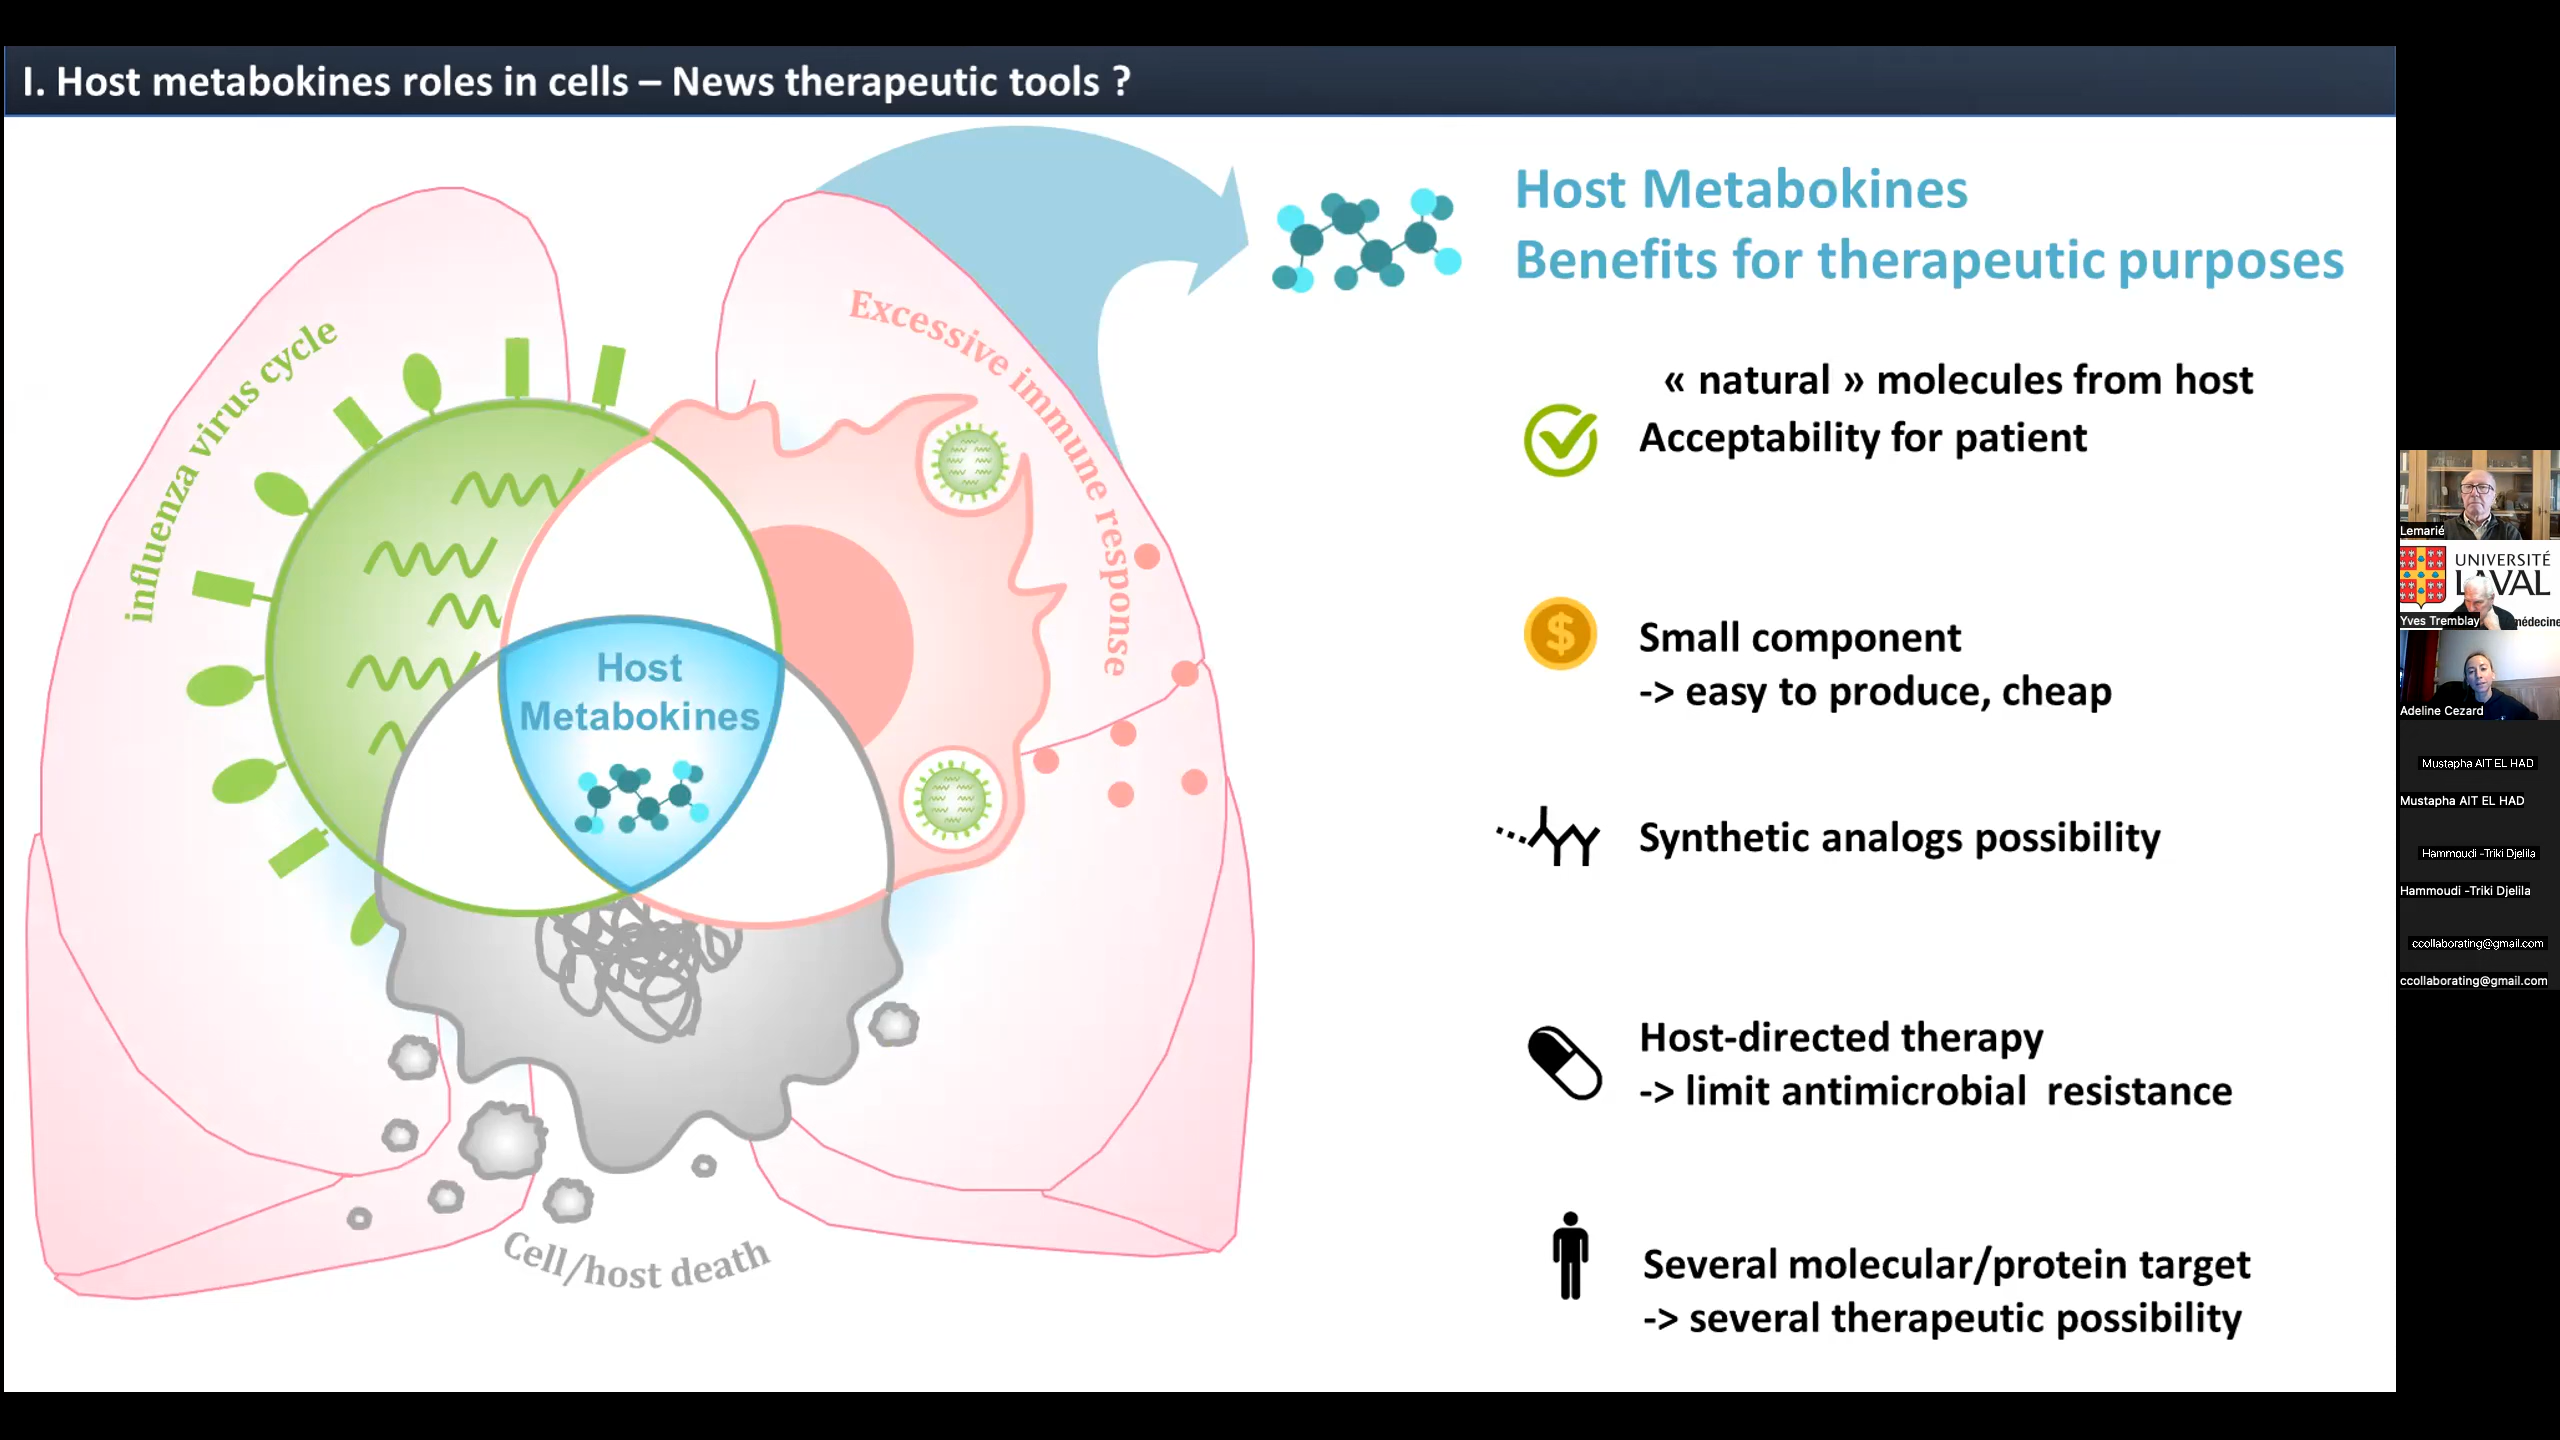 I. Host metabokines roles in cells – News therapeutic tools ?
influenza virus cycle
Excessive immune response
Host
Metabokines
Cell/host death
Host Metabokines
Benefits for therapeutic purposes
« natural » molecules from host
Acceptability for patient
$
Small component
-> easy to produce, cheap
Synthetic analogs possibility
Host-directed therapy
-> limit antimicrobial resistance
Several molecular/protein target
-> several therapeutic possibility
Lemarié
UNIVERSITÉ
LAVAL
médecine
Yves Tremblay
Adeline Cezard
Mustapha AIT EL HAD
Mustapha AIT EL HAD
Hammoudi -Triki Djelila
Hammoudi -Triki Djelila
ccollaborating@gmail.com
ccollaborating@gmail.com